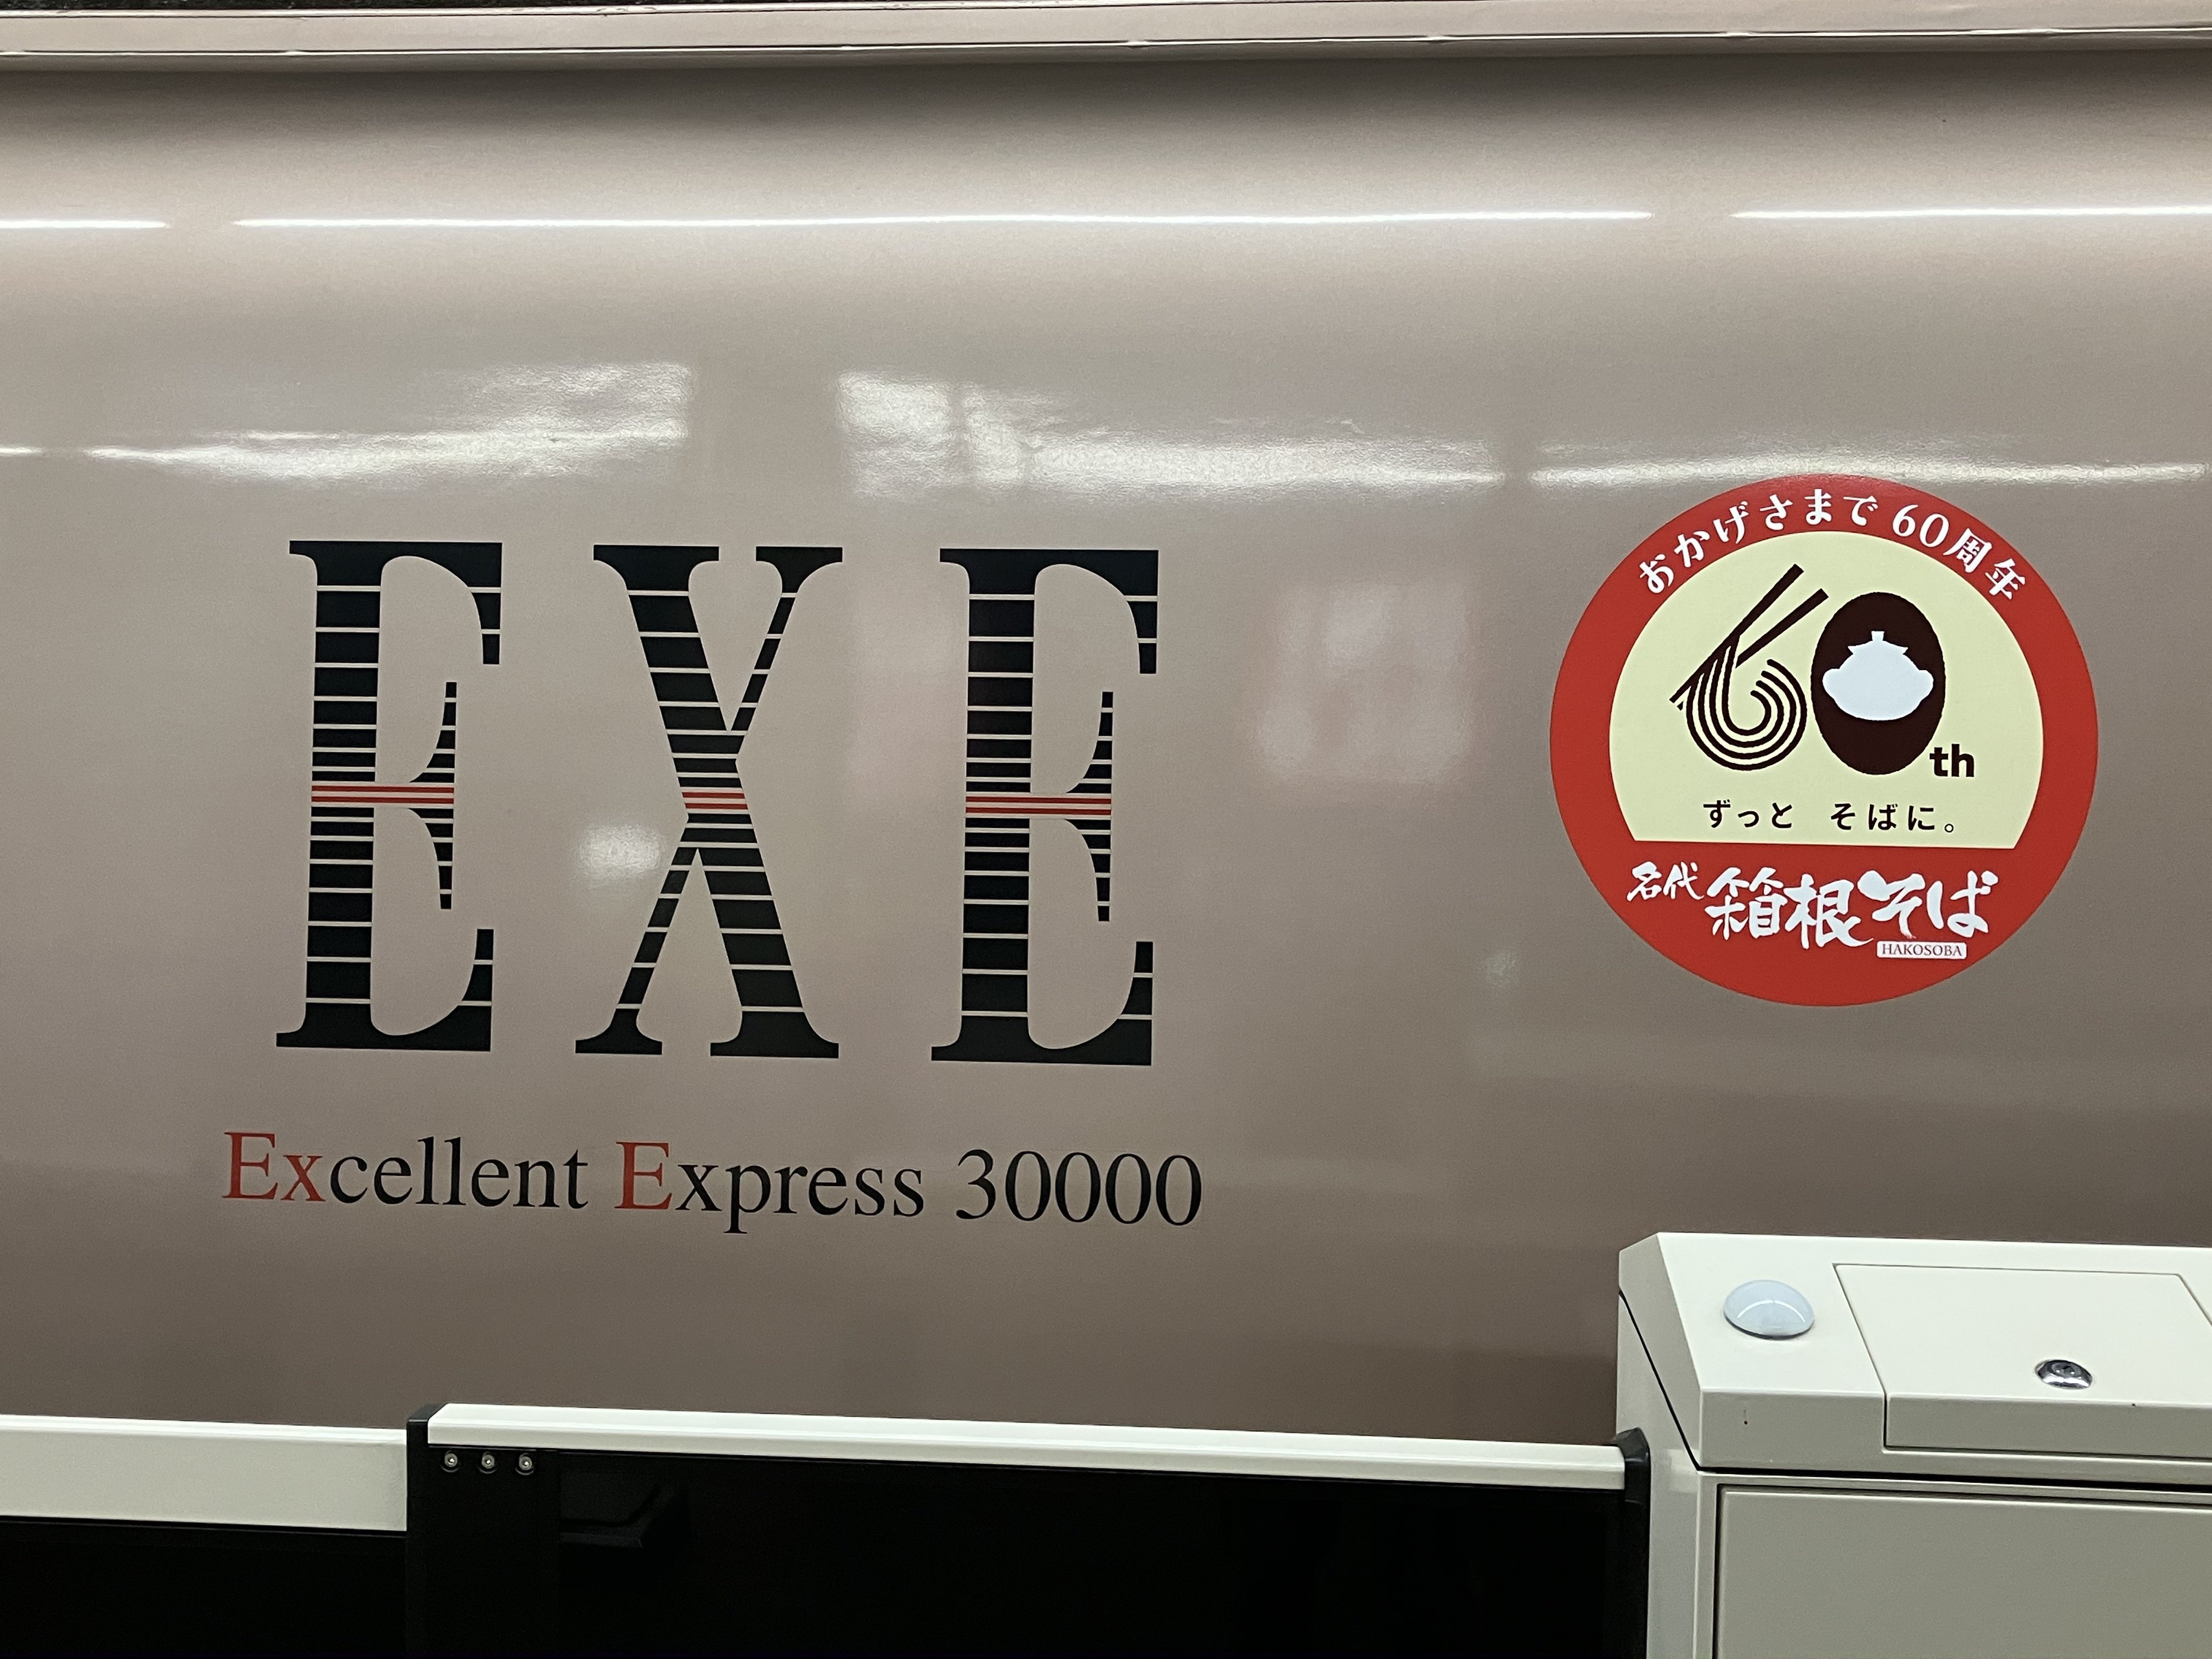 EXE
Excellent Express 30000
おかげさまで60周年
60th
ずっと そばに。
名代 箱根そば
HAKOSOBA